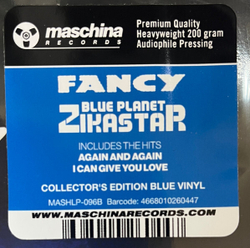 maschina
RECORDS
Premium Quality
Heavyweight 200 gram
Audiophile Pressing
FANCY
BLUE PLANET
ZIKASTAR
INCLUDES THE HITS
AGAIN AND AGAIN
I CAN GIVE YOU LOVE
COLLECTOR'S EDITION BLUE VINYL
MASHLP-096B Barcode: 4668010260447
WWW.MASCHINARECORDS.COM